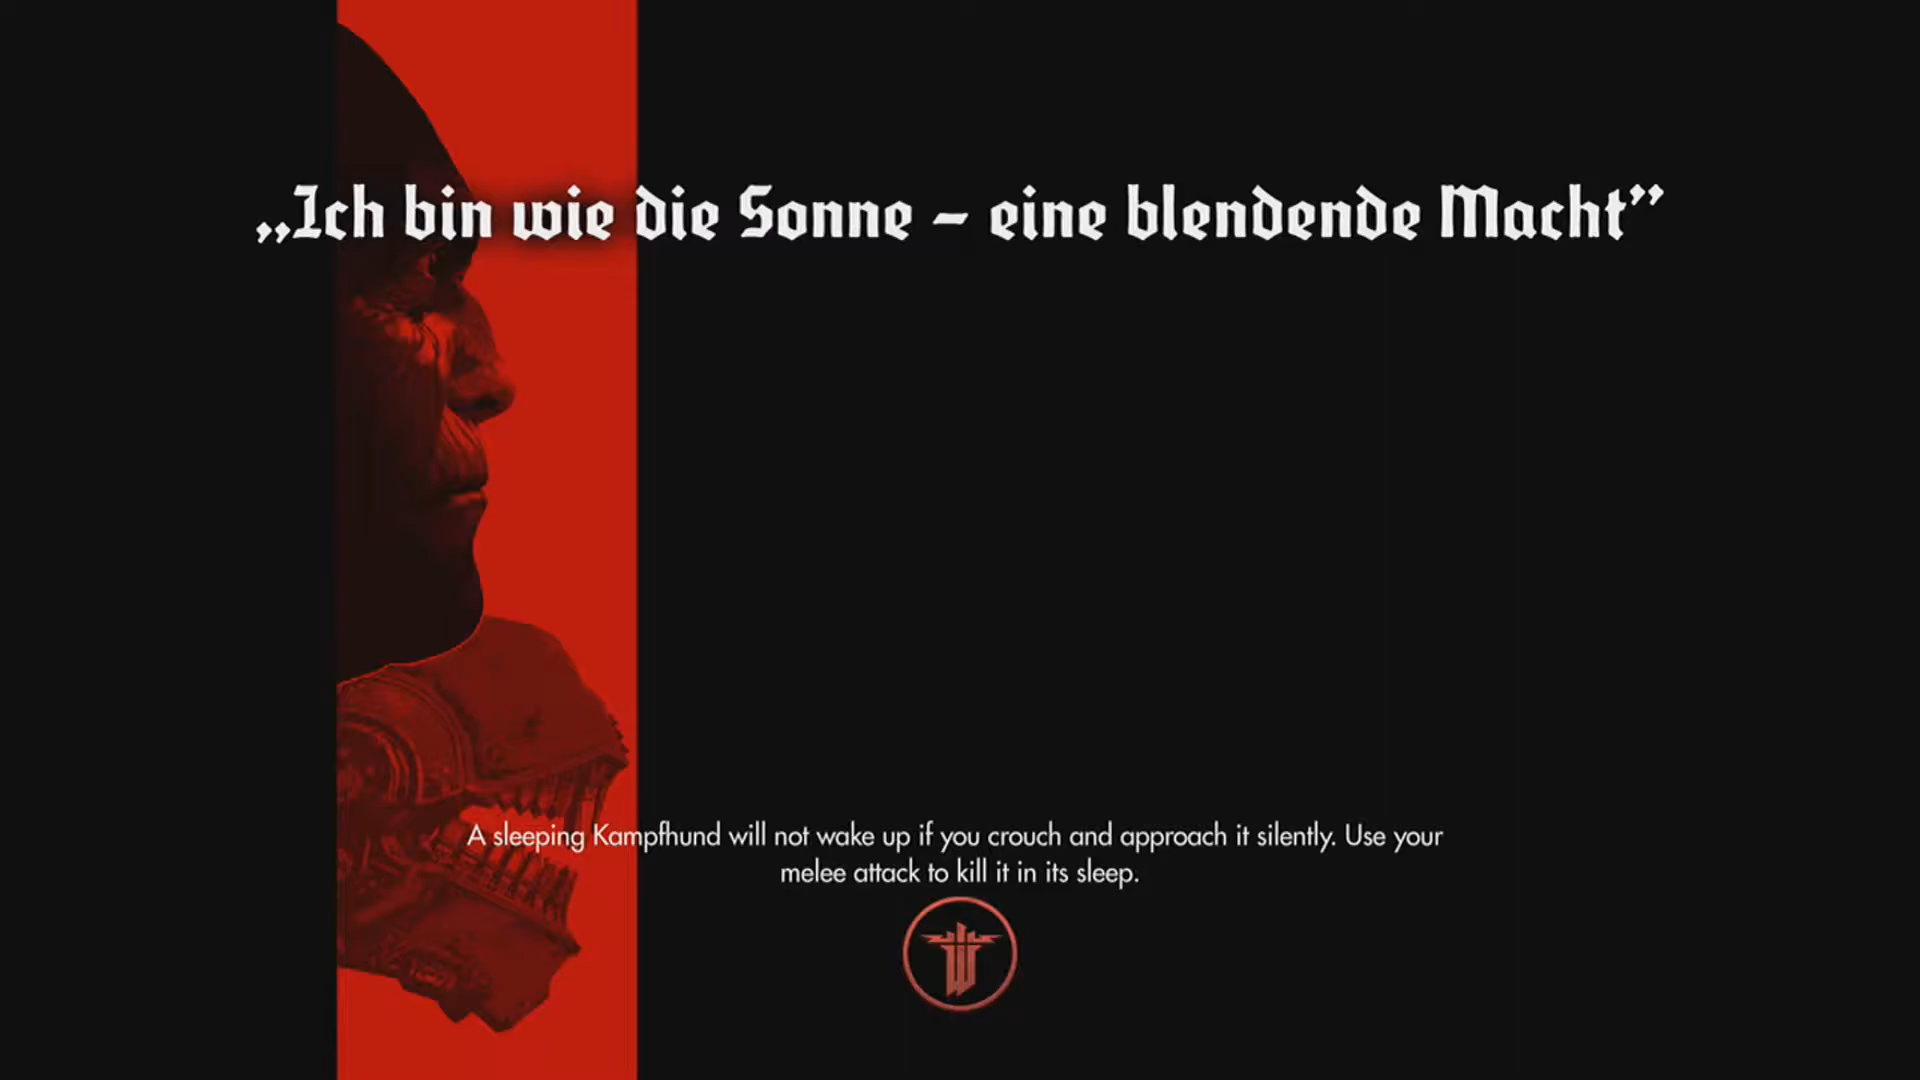 „Ich bin wie die Sonne – eine blendende Macht”
A sleeping Kampfhund will not wake up if you crouch and approach it silently. Use your
melee attack to kill it in its sleep.